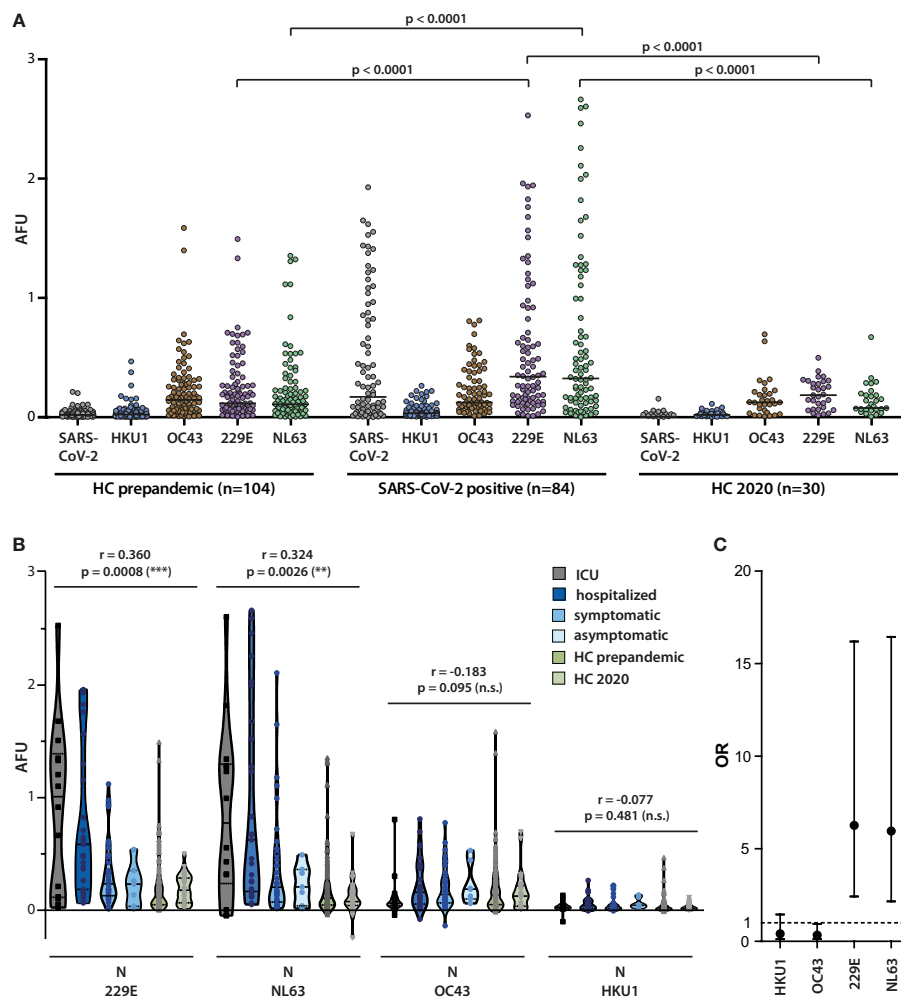 A
p < 0.0001
p < 0.0001
p < 0.0001
p < 0.0001
3
2
1
0
AFU
SARS-CoV-2
HKU1
OC43
229E
NL63
SARS-CoV-2
HKU1
OC43
229E
NL63
SARS-CoV-2
HKU1
OC43
229E
NL63
HC prepandemic (n=104)
SARS-CoV-2 positive (n=84)
HC 2020 (n=30)
B
r = 0.360
p = 0.0008 (***)
r = 0.324
p = 0.0026 (**)
r = -0.183
p = 0.095 (n.s.)
r = -0.077
p = 0.481 (n.s.)
ICU
hospitalized
symptomatic
asymptomatic
HC prepandemic
HC 2020
3
2
1
0
AFU
N
229E
N
NL63
N
OC43
N
HKU1
C
20
15
10
5
1
0
OR
HKU1
OC43
229E
NL63